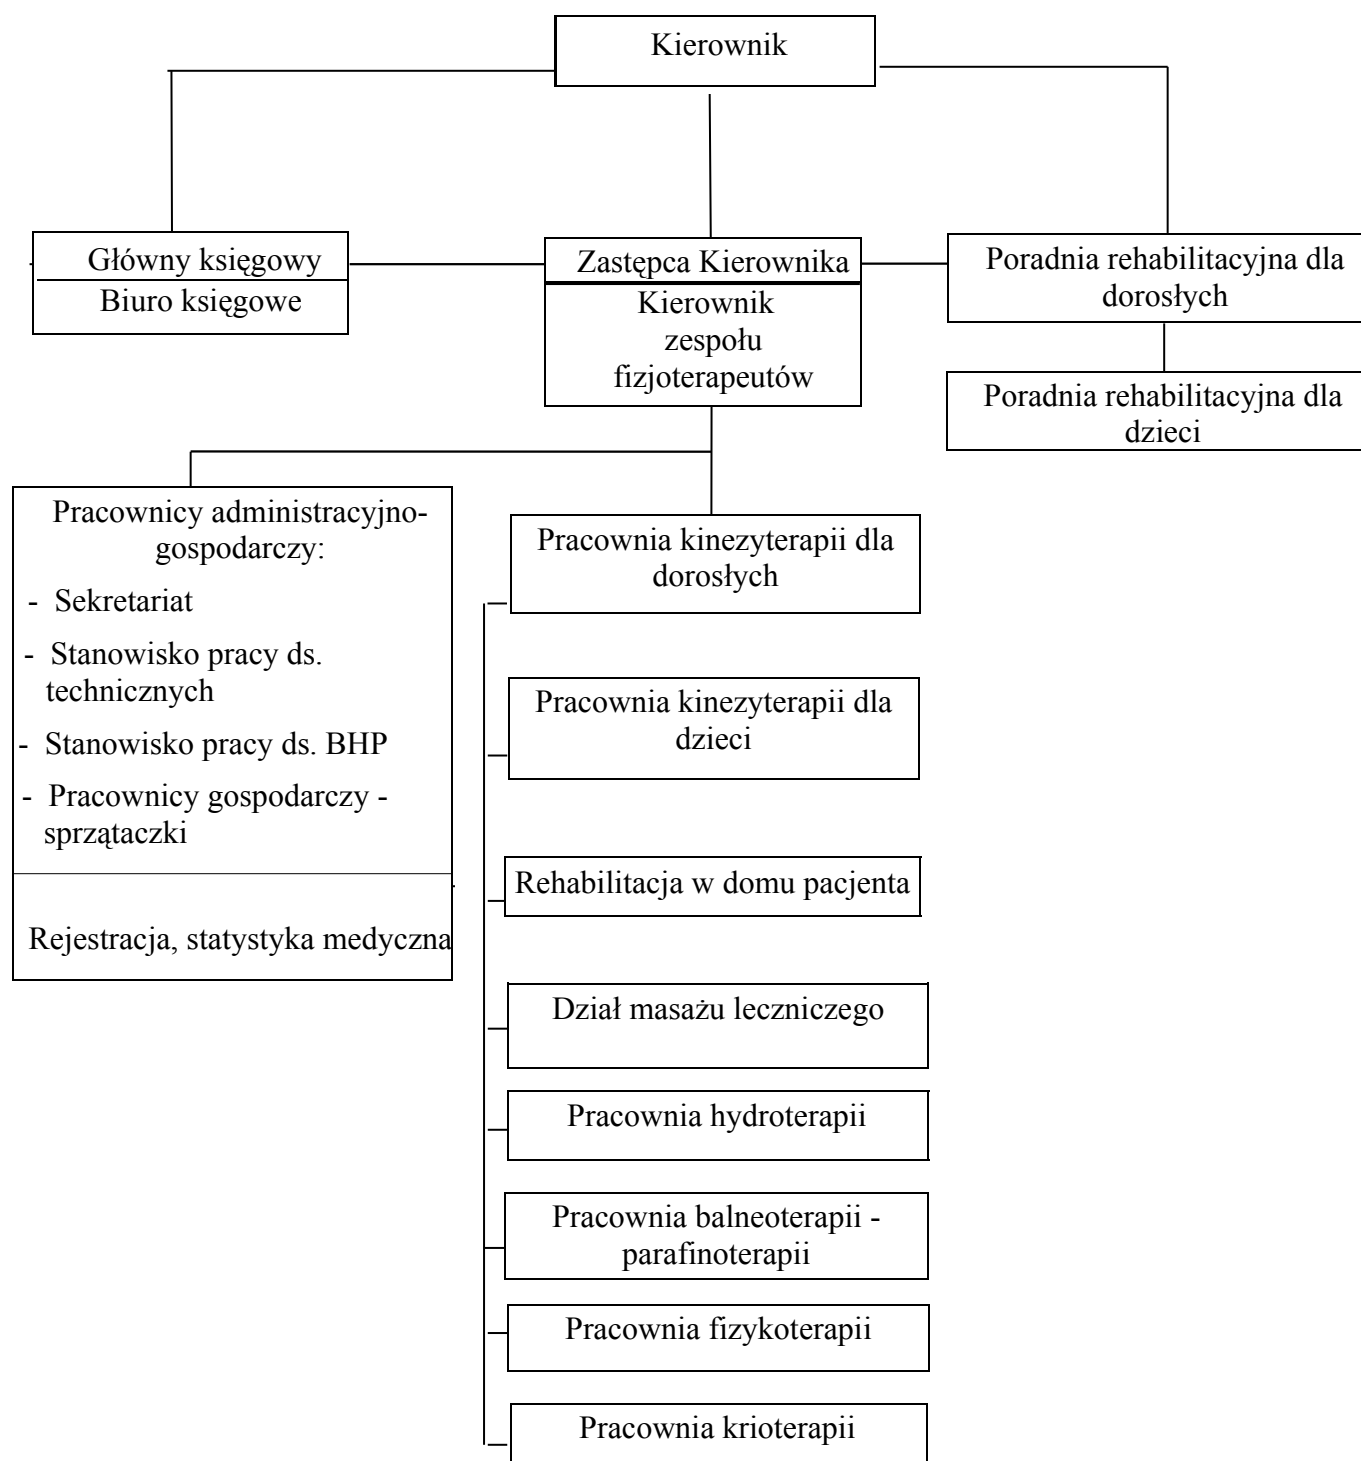 Kierownik
Główny księgowy
Biuro księgowe
Zastępca Kierownika
Kierownik
zespołu
fizjoterapeutów
Poradnia rehabilitacyjna dla
dorosłych
Poradnia rehabilitacyjna dla
dzieci
Pracownicy administracyjno-
gospodarczy:
- Sekretariat
- Stanowisko pracy ds.
technicznych
- Stanowisko pracy ds. BHP
- Pracownicy gospodarczy -
sprzątaczki
Rejestracja, statystyka medyczna
Pracownia kinezyterapii dla
dorosłych
Pracownia kinezyterapii dla
dzieci
Rehabilitacja w domu pacjenta
Dział masażu leczniczego
Pracownia hydroterapii
Pracownia balneoterapii -
parafinoterapii
Pracownia fizykoterapii
Pracownia krioterapii